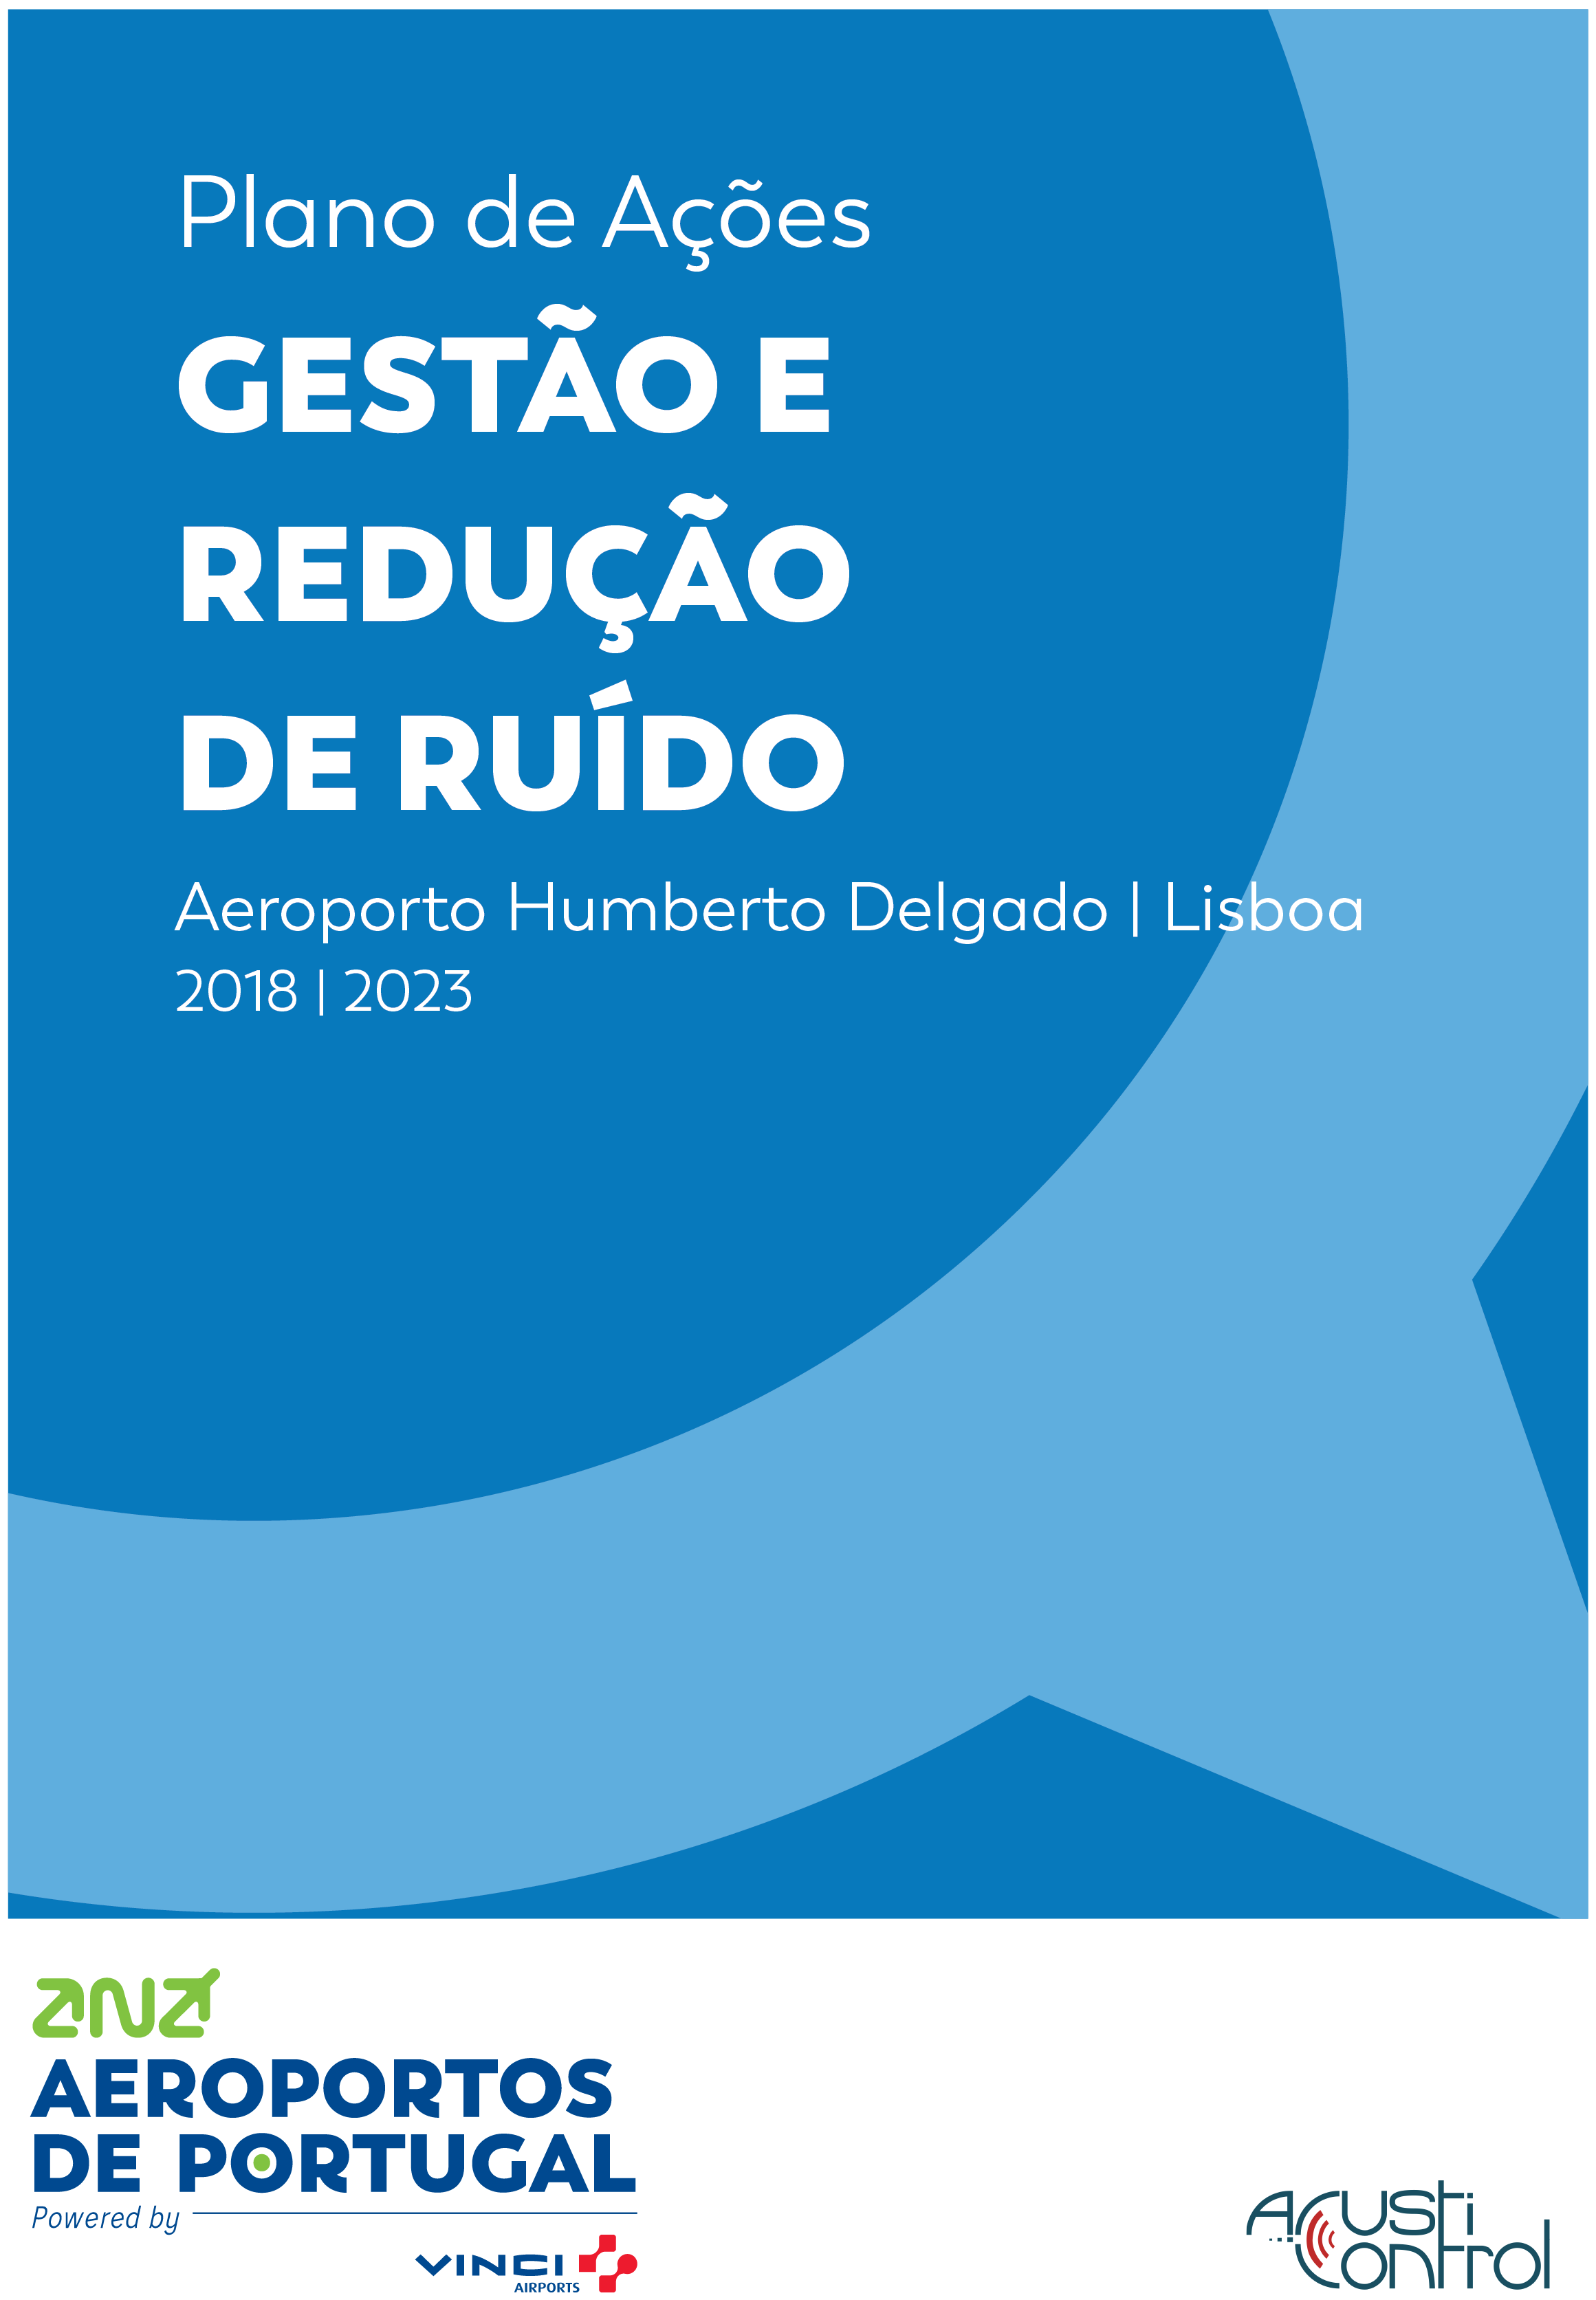 Plano de Ações
GESTÃO E
REDUÇÃO
DE RUÍDO
Aeroporto Humberto Delgado | Lisboa
2018 | 2023
ana
AEROPORTOS
DE PORTUGAL
Powered by
VINCI
AIRPORTS
ACusti
Control